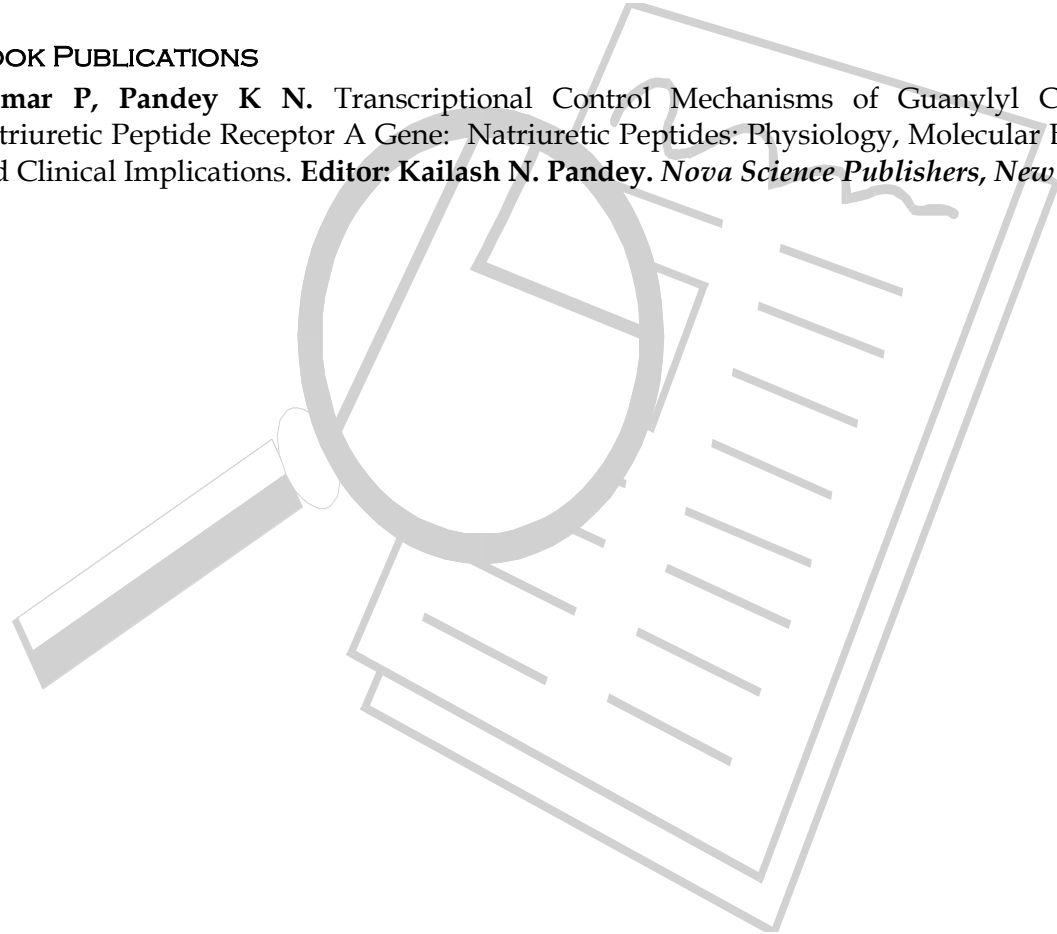 OOK PUBLICATIONS
mar P, Pandey K N. Transcriptional Control Mechanisms of Guanylyl C
triuretic Peptide Receptor A Gene: Natriuretic Peptides: Physiology, Molecular
d Clinical Implications. Editor: Kailash N. Pandey. Nova Science Publishers, New